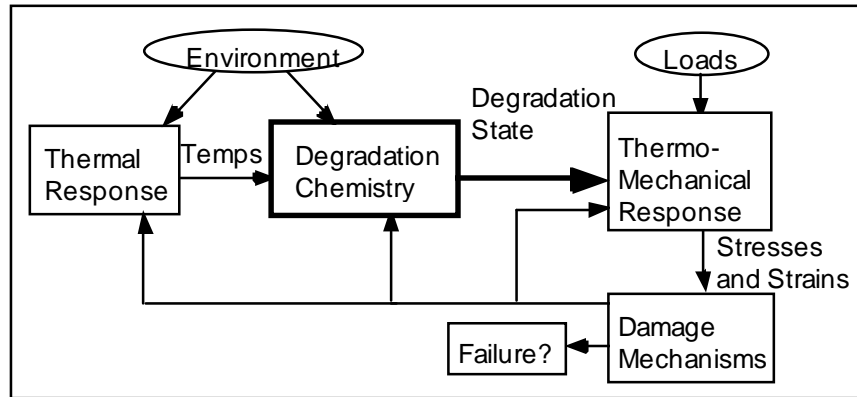 Environment
Loads
Degradation
State
Thermal
Response
Temps
Degradation
Chemistry
Thermo-
Mechanical
Response
Stresses
and Strains
Failure?
Damage
Mechanisms